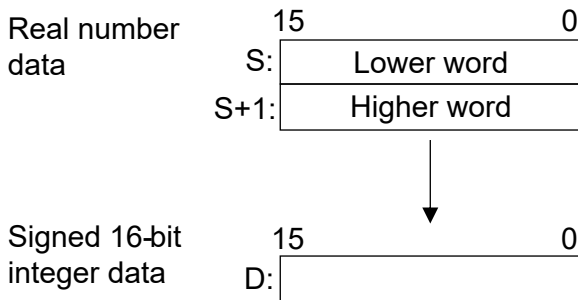 Real number
data
15 0
S: Lower word
S+1: Higher word
Signed 16-bit
integer data
15 0
D: